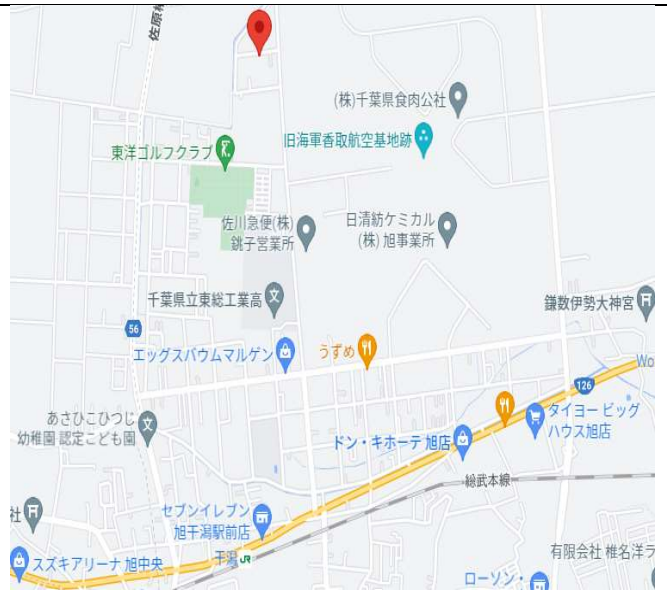 佐原
(株)千葉県食肉公社
旧海軍香取航空基地跡
東洋ゴルフクラブ
佐川急便(株)
銚子営業所
日清紡ケミカル
(株) 旭事業所
千葉県立東総工業高
鎌数伊勢大神宮
56
エッグスバウムマルゲン
うずめ
Wo
126
あさひこひつじ
幼稚園 認定こども園
タイヨー ビッグ
ハウス旭店
ドン・キホーテ 旭店
総武本線
社
セブンイレブン
旭干潟駅前店
干潟
JR
スズキアリーナ 旭中央
有限会社 椎名洋ラ
ローソン・